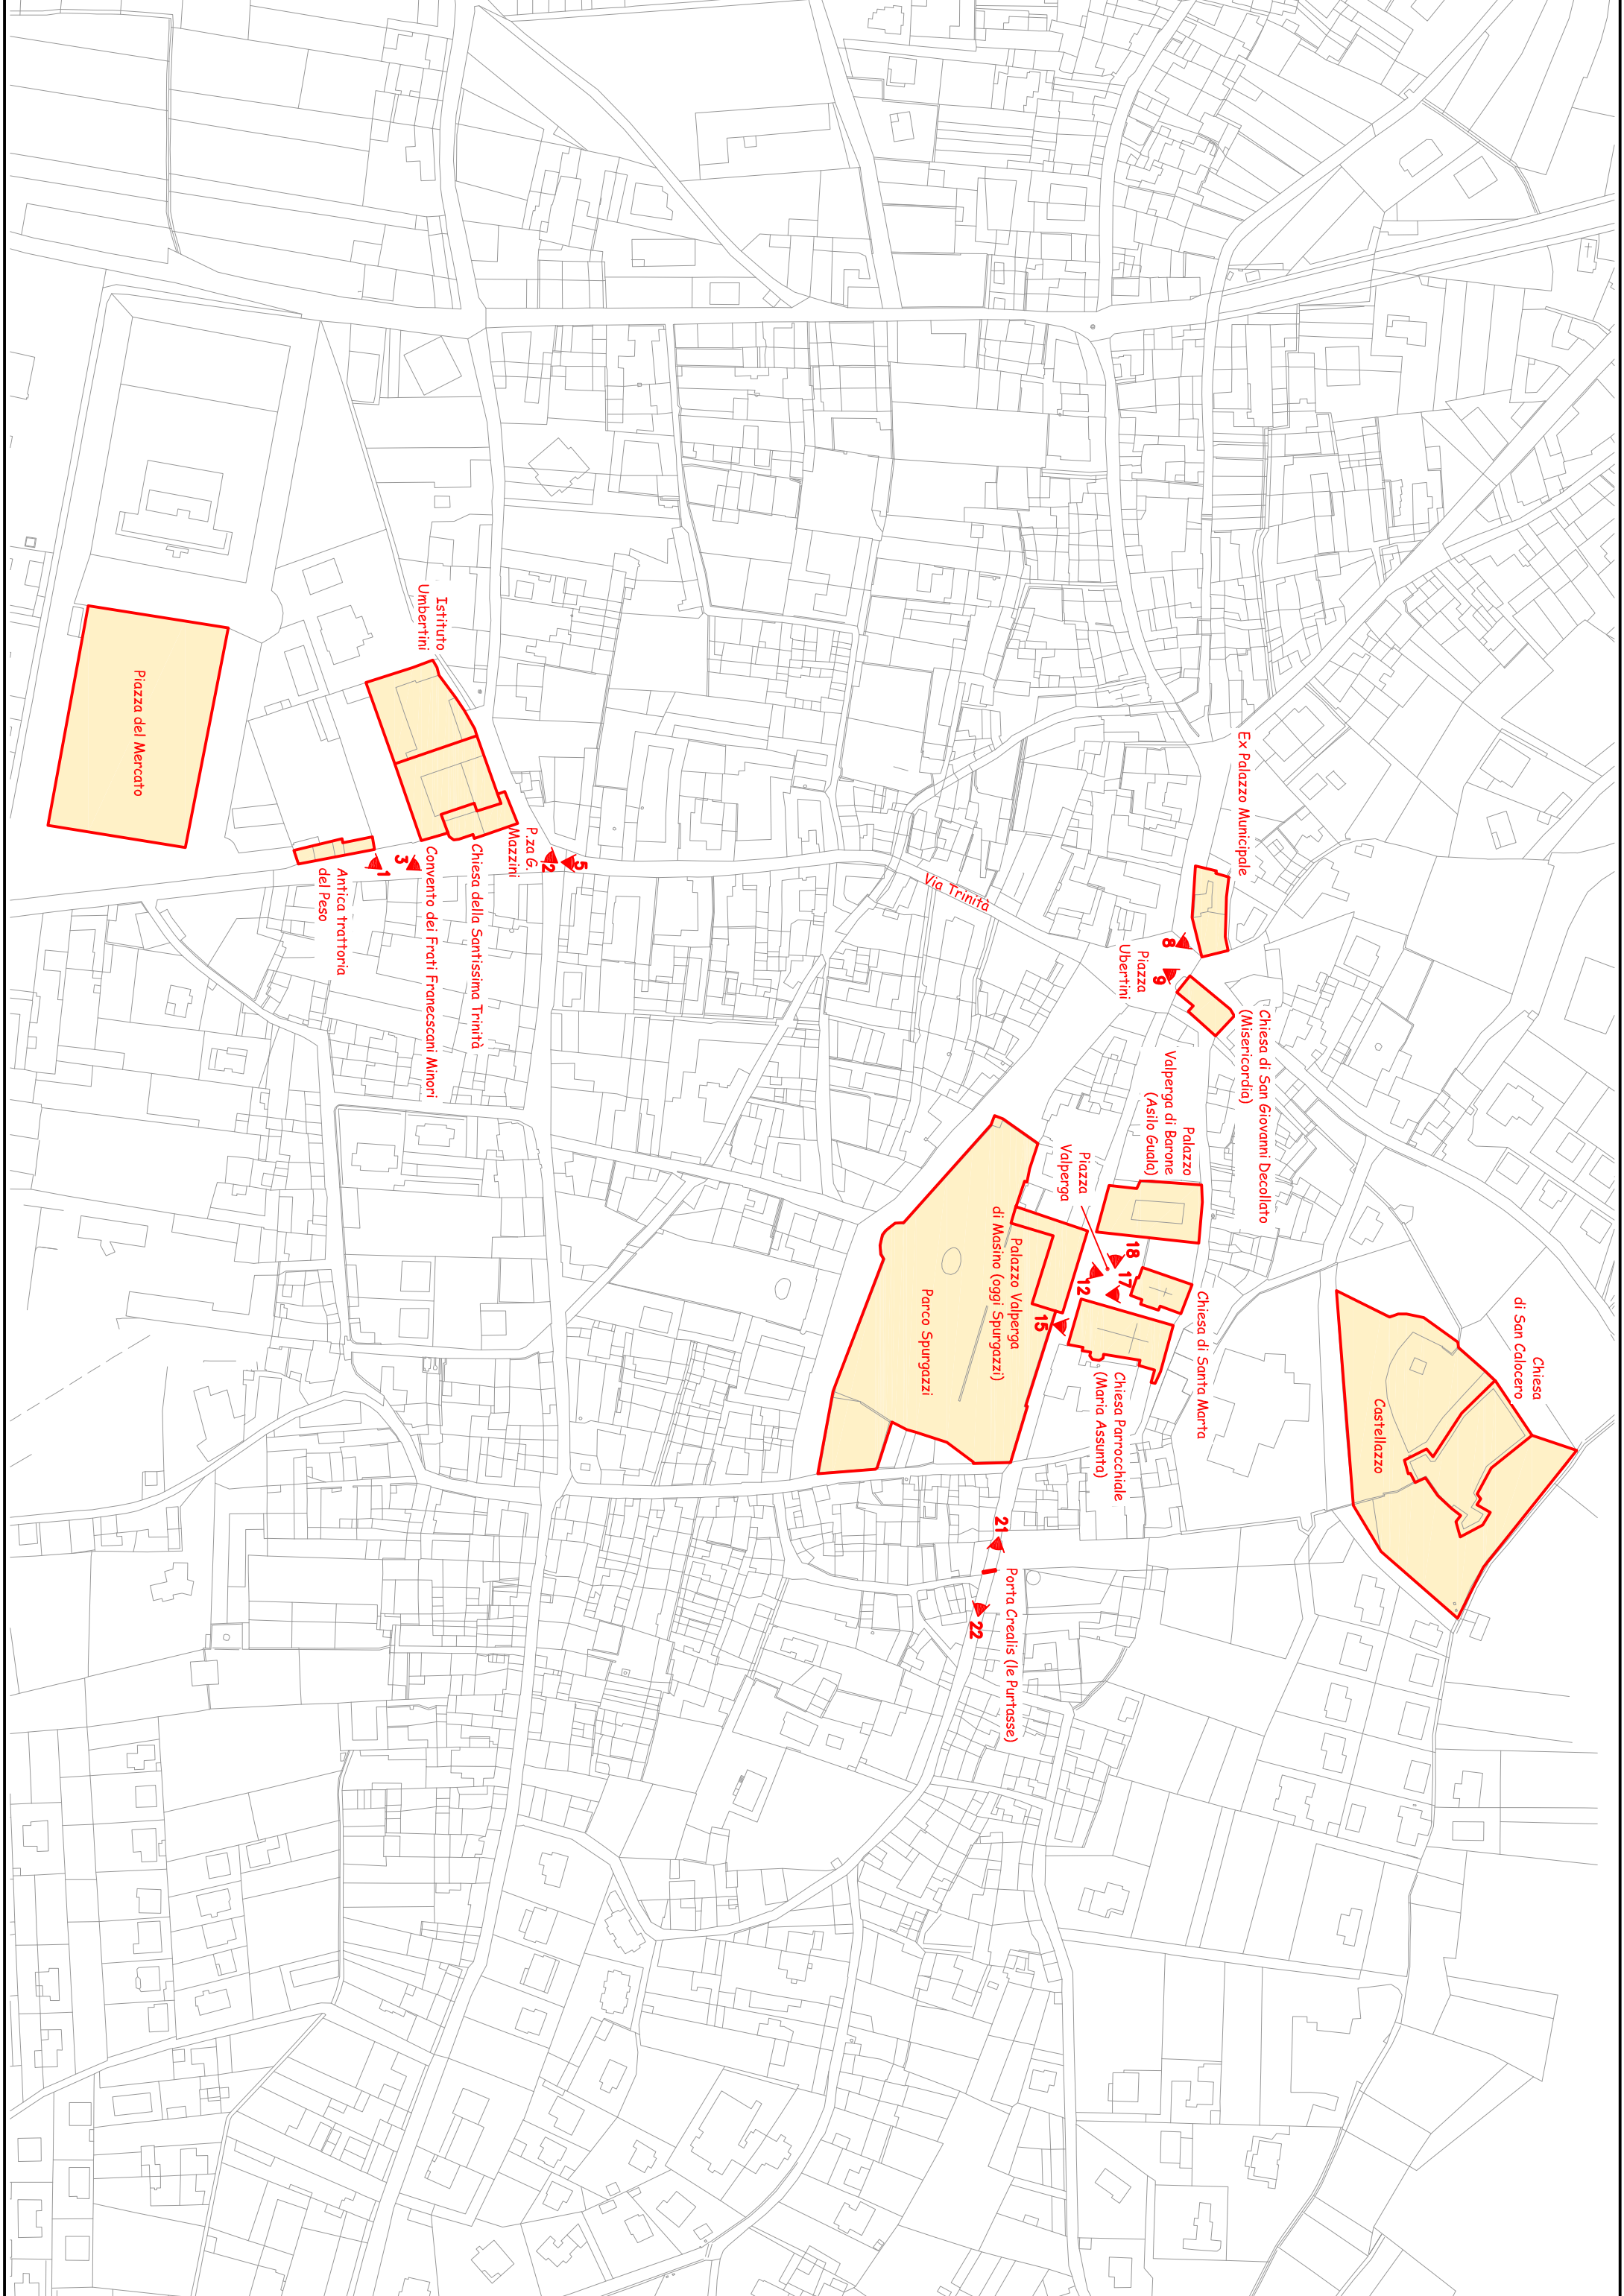 Chiesa
di San Calocero
Castellazzo
Ex Palazzo Municipale
Chiesa di San Giovanni Decollato
(Misericordia)
8
9
Piazza
Ubertini
Palazzo
Valperga di Barone
(Asilo Guala)
Chiesa di Santa Marta
Piazza
Valperga
18
17
12
15
Chiesa Parrocchiale
(Maria Assunta)
Palazzo Valperga
di Masino (oggi Spurgazzi)
Parco Spurgazzi
21
Porta Crealis (le Purtasse)
22
Via Trinità
5
2
P.za G.
Mazzini
Istituto
Umbertini
Chiesa della Santissima Trinità
Convento dei Frati Franecscani Minori
3
1
Antica trattoria
del Peso
Piazza del Mercato